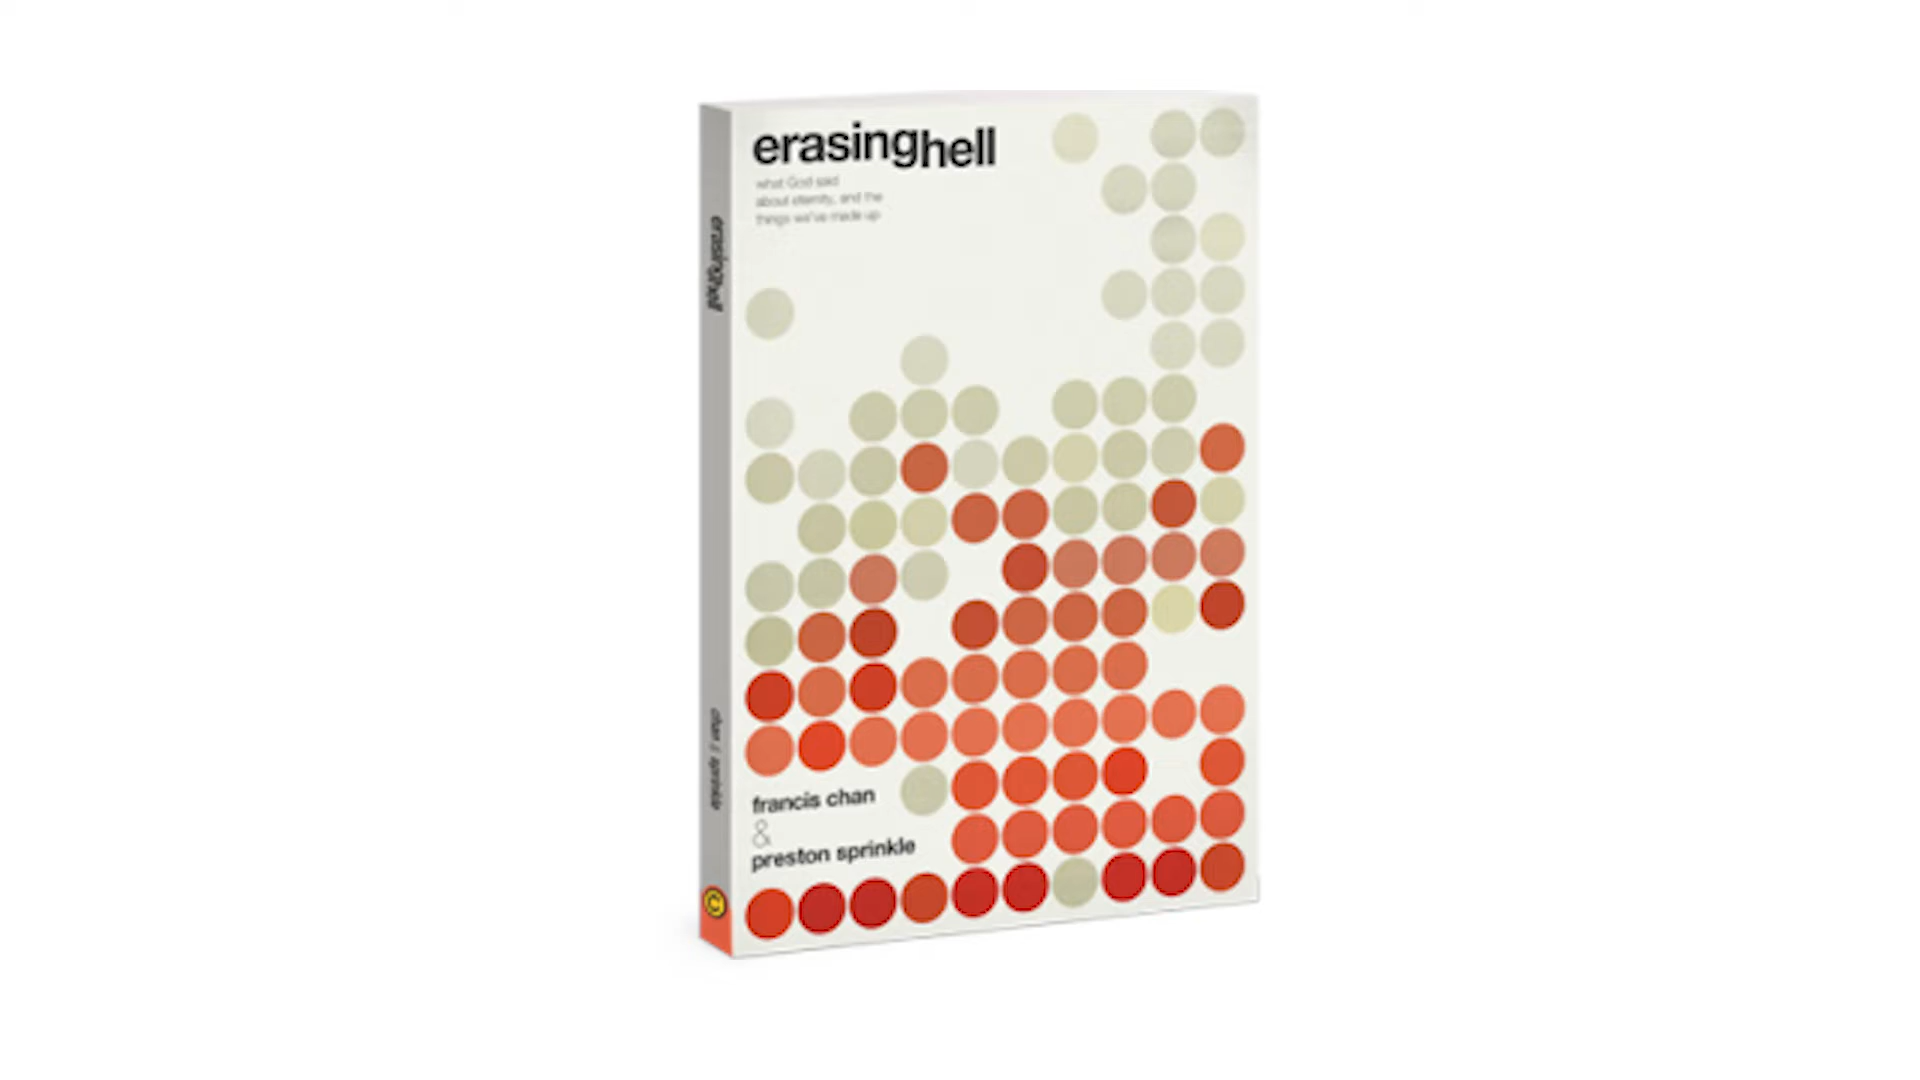 erasinghell
what God said
about eternity, and the
things we've made up
francis chan
&
preston sprinkle
erasinghell
chan & sprinkle